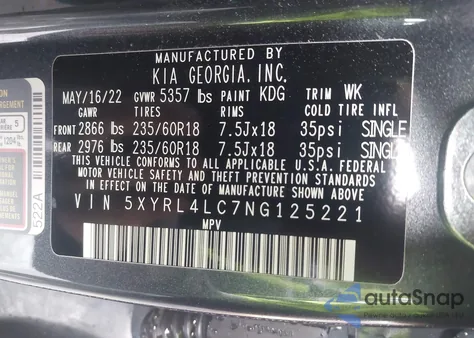 MANUFACTURED BY
KIA GEORGIA, INC.
MAY/16/22 GVWR 5357 lbs PAINT KDG TRIM WK
GAWR TIRES RIMS COLD TIRE INFL
FRONT 2866 lbs 235/60R18 7.5Jx18 35psi SINGLE
REAR 2976 lbs 235/60R18 7.5Jx18 35psi SINGLE
THIS VEHICLE CONFORMS TO ALL APPLICABLE U.S.A. FEDERAL
MOTOR VEHICLE SAFETY AND THEFT PREVENTION STANDARDS
IN EFFECT ON THE DATE OF MANUFACTURE SHOWN ABOVE.
VIN 5XYRL4LC7NG125221
MPV
522A
5
autoSnap